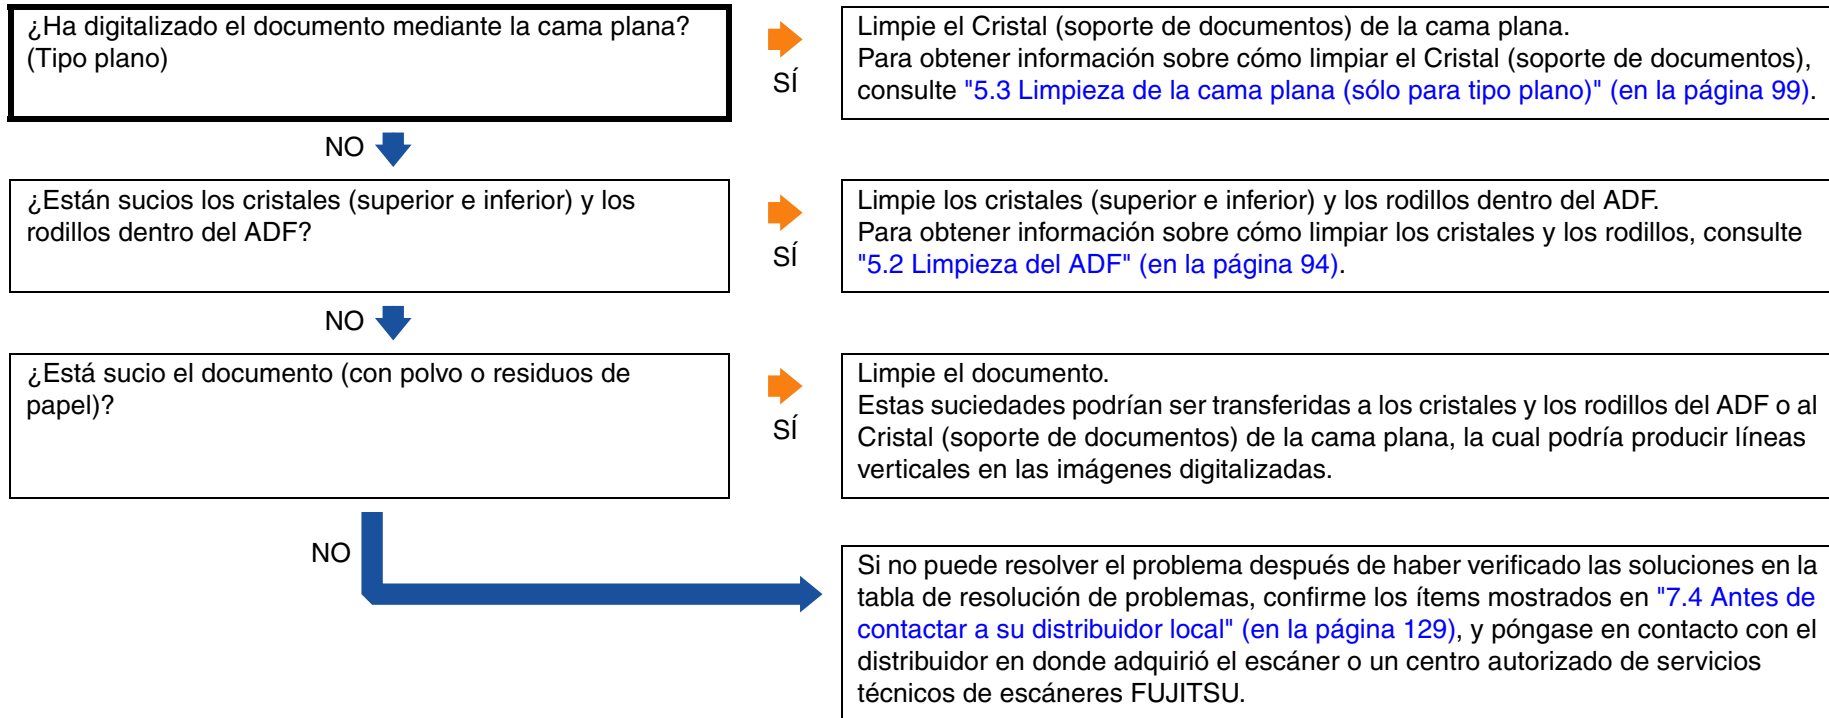 ¿Ha digitalizado el documento mediante la cama plana?
(Tipo plano)
SÍ
Limpie el Cristal (soporte de documentos) de la cama plana.
Para obtener información sobre cómo limpiar el Cristal (soporte de documentos),
consulte "5.3 Limpieza de la cama plana (sólo para tipo plano)" (en la página 99).
NO
¿Están sucios los cristales (superior e inferior) y los
rodillos dentro del ADF?
SÍ
Limpie los cristales (superior e inferior) y los rodillos dentro del ADF.
Para obtener información sobre cómo limpiar los cristales y los rodillos, consulte
"5.2 Limpieza del ADF" (en la página 94).
NO
¿Está sucio el documento (con polvo o residuos de
papel)?
SÍ
Limpie el documento.
Estas suciedades podrían ser transferidas a los cristales y los rodillos del ADF o al
Cristal (soporte de documentos) de la cama plana, la cual podría producir líneas
verticales en las imágenes digitalizadas.
NO
Si no puede resolver el problema después de haber verificado las soluciones en la
tabla de resolución de problemas, confirme los ítems mostrados en "7.4 Antes de
contactar a su distribuidor local" (en la página 129), y póngase en contacto con el
distribuidor en donde adquirió el escáner o un centro autorizado de servicios
técnicos de escáneres FUJITSU.